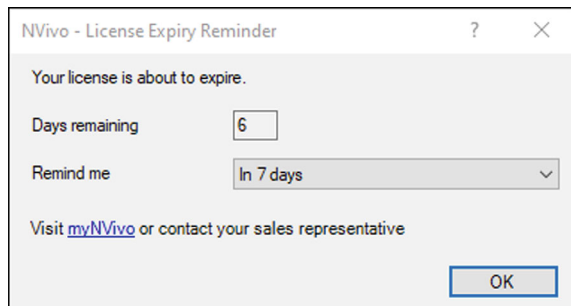 NVivo - License Expiry Reminder ?
Your license is about to expire.
Days remaining 6
Remind me In 7 days
Visit myNVivo or contact your sales representative
OK